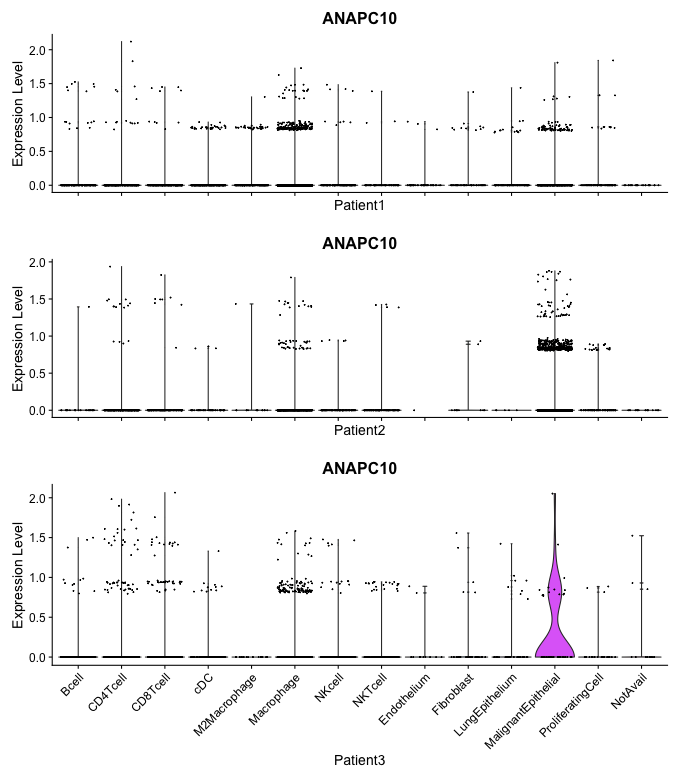 ANAPC10
Expression Level
2.0
1.5
1.0
0.5
0.0
Patient1
ANAPC10
Expression Level
2.0
1.5
1.0
0.5
0.0
Patient2
ANAPC10
Expression Level
2.0
1.5
1.0
0.5
0.0
Bcell
CD4Tcell
CD8Tcell
cDC
M2Macrophage
Macrophage
NKcell
NKTcell
Endothelium
Fibroblast
LungEpithelium
MalignantEpithelial
ProliferatingCell
NotAvail
Patient3